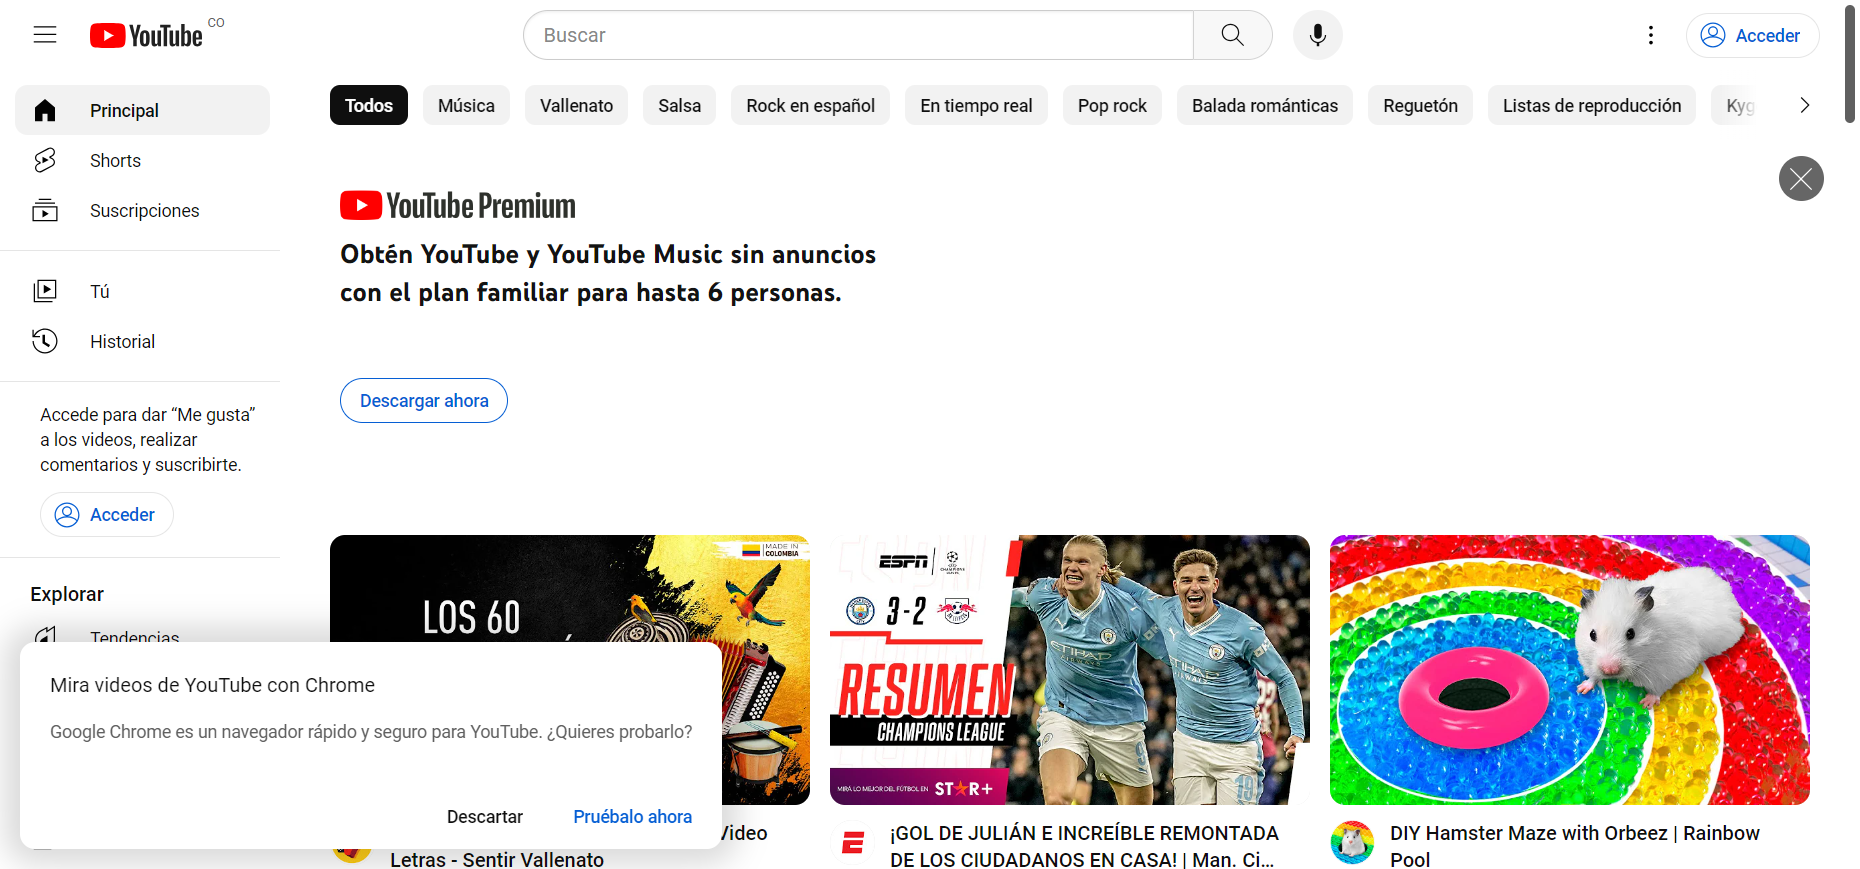 YouTube CO
Buscar
Acceder
Principal
Shorts
Suscripciones
Tú
Historial
Accede para dar “Me gusta”
a los videos, realizar
comentarios y suscribirte.
Acceder
Explorar
Tendencias
Todos
Música
Vallenato
Salsa
Rock en español
En tiempo real
Pop rock
Balada románticas
Reguetón
Listas de reproducción
YouTube Premium
Obtén YouTube y YouTube Music sin anuncios
con el plan familiar para hasta 6 personas.
Descargar ahora
MADE IN
COLOMBIA
LOS 60
Video
Letras - Sentir Vallenato
ESPN
3-2
RESUMEN
CHAMPIONS LEAGUE
MIRA LO MEJOR DEL FÚTBOL EN STAR+
ETIHAD
¡GOL DE JULIÁN E INCREÍBLE REMONTADA
DE LOS CIUDADANOS EN CASA! | Man. Ci...
DIY Hamster Maze with Orbeez | Rainbow
Pool
Mira videos de YouTube con Chrome
Google Chrome es un navegador rápido y seguro para YouTube. ¿Quieres probarlo?
Descartar
Pruébalo ahora